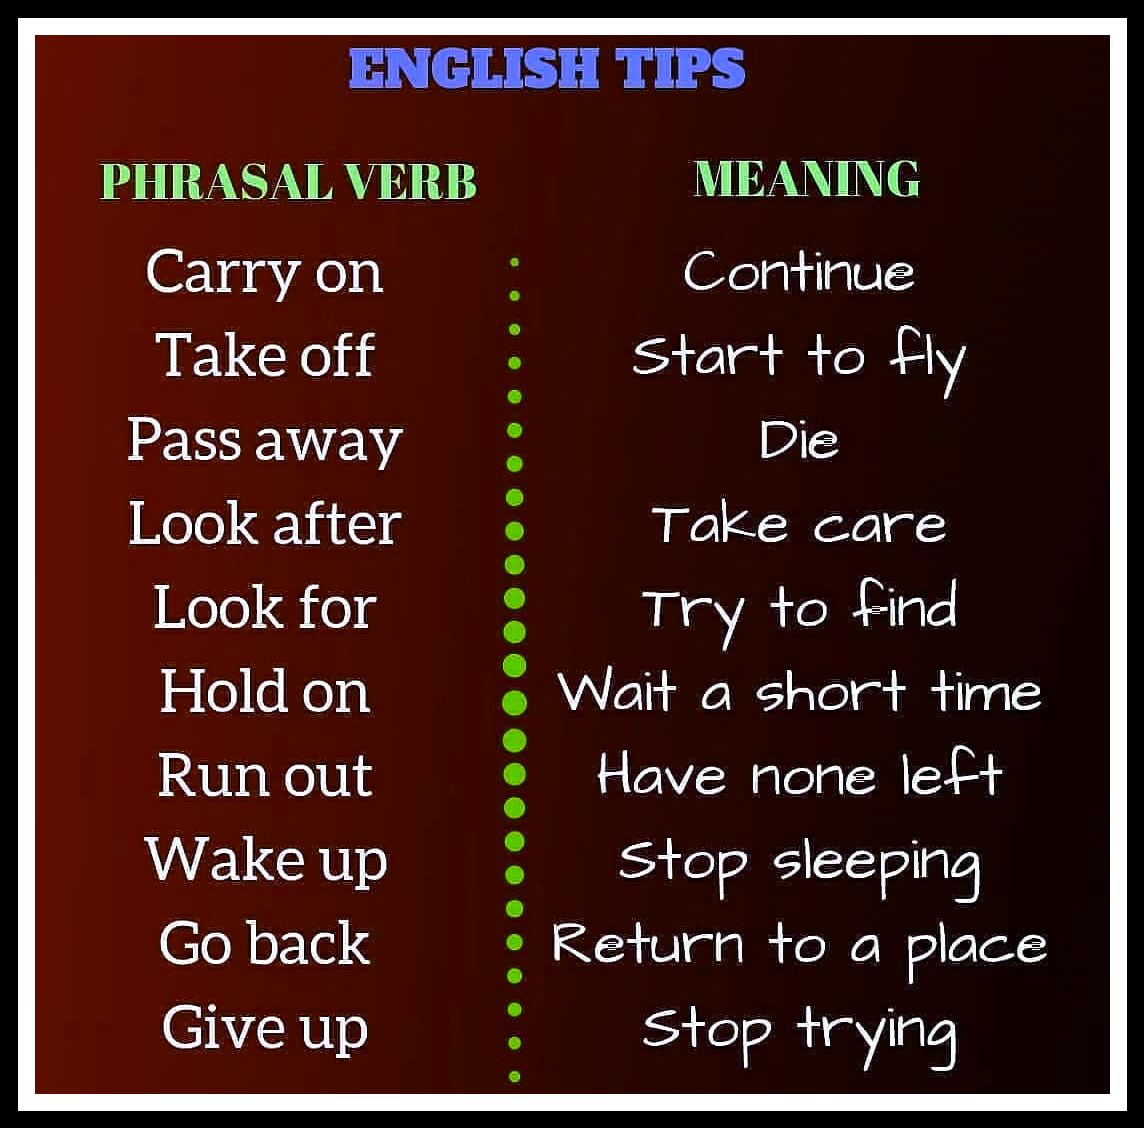 ENGLISH TIPS
PHRASAL VERB MEANING
Carry on Continue
Take off Start to fly
Pass away Die
Look after Take care
Look for Try to find
Hold on Wait a short time
Run out Have none left
Wake up Stop sleeping
Go back Return to a place
Give up Stop trying